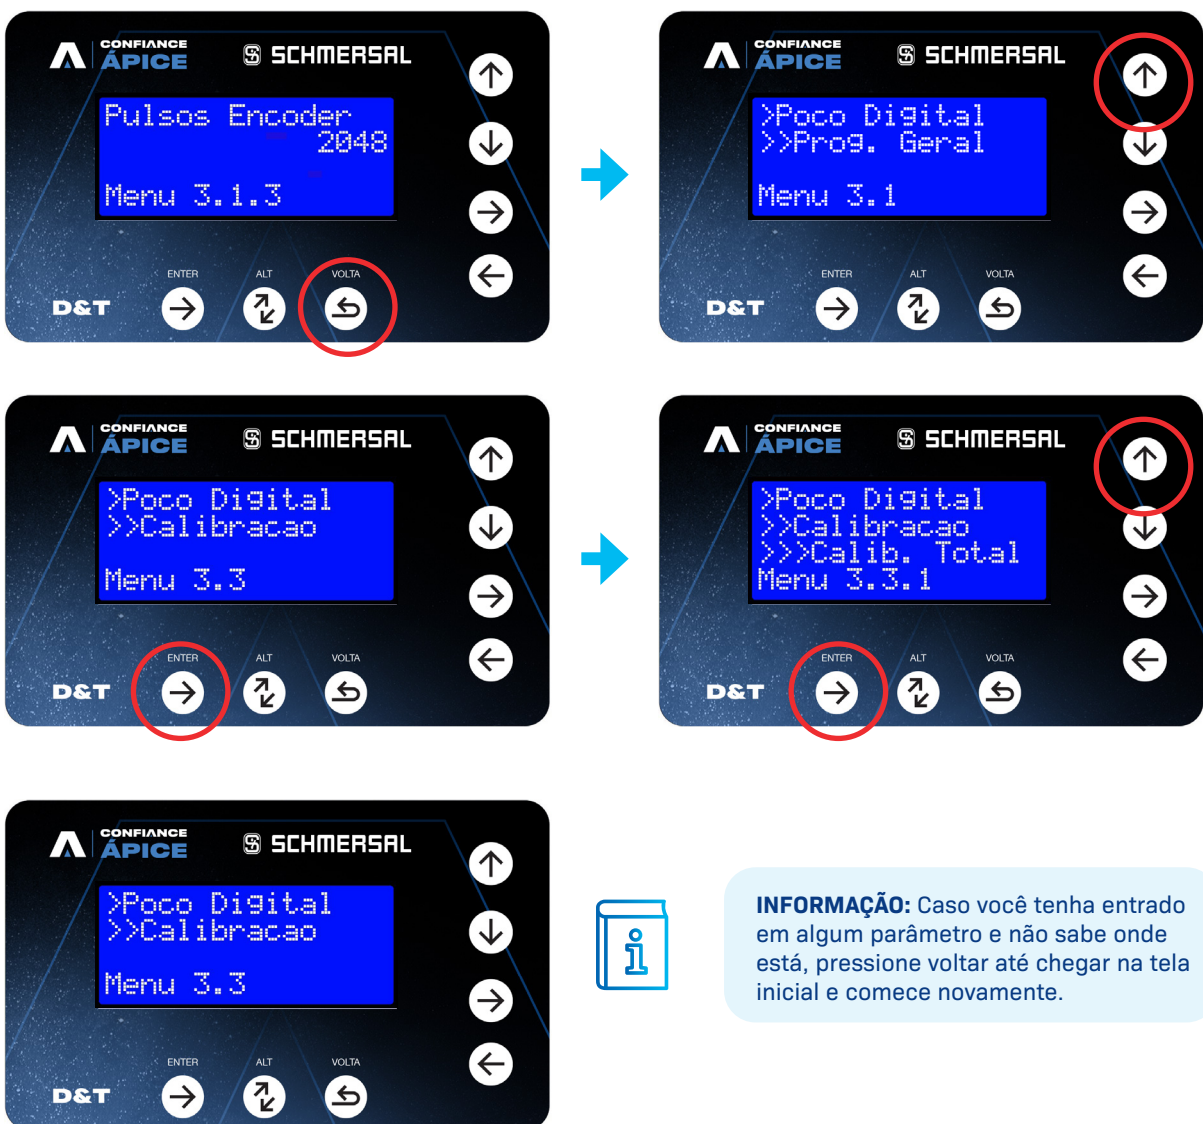 CONFIANCE
ÁPICE
SCHMERSAL
Pulsos Encoder
2048
Menu 3.1.3
ENTER ALT VOLTA
D&T
CONFIANCE
ÁPICE
SCHMERSAL
>Poco Digital
>>Prog. Geral
Menu 3.1
ENTER ALT VOLTA
D&T
CONFIANCE
ÁPICE
SCHMERSAL
>Poco Digital
>>Calibracao
Menu 3.3
ENTER ALT VOLTA
D&T
CONFIANCE
ÁPICE
SCHMERSAL
>Poco Digital
>>Calibracao
>>>Calib. Total
Menu 3.3.1
ENTER ALT VOLTA
D&T
CONFIANCE
ÁPICE
SCHMERSAL
>Poco Digital
>>Calibracao
Menu 3.3
ENTER ALT VOLTA
D&T
INFORMAÇÃO: Caso você tenha entrado
em algum parâmetro e não sabe onde
está, pressione voltar até chegar na tela
inicial e comece novamente.